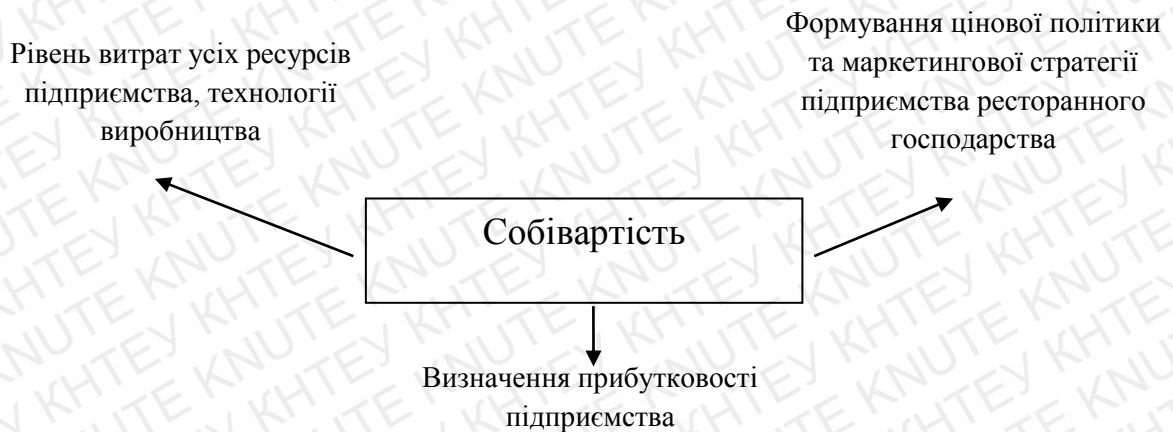 Рівень витрат усіх ресурсів
підприємства, технології
виробництва
Формування цінової політики
та маркетингової стратегії
підприємства ресторанного
господарства
Собівартість
Визначення прибутковості
підприємства